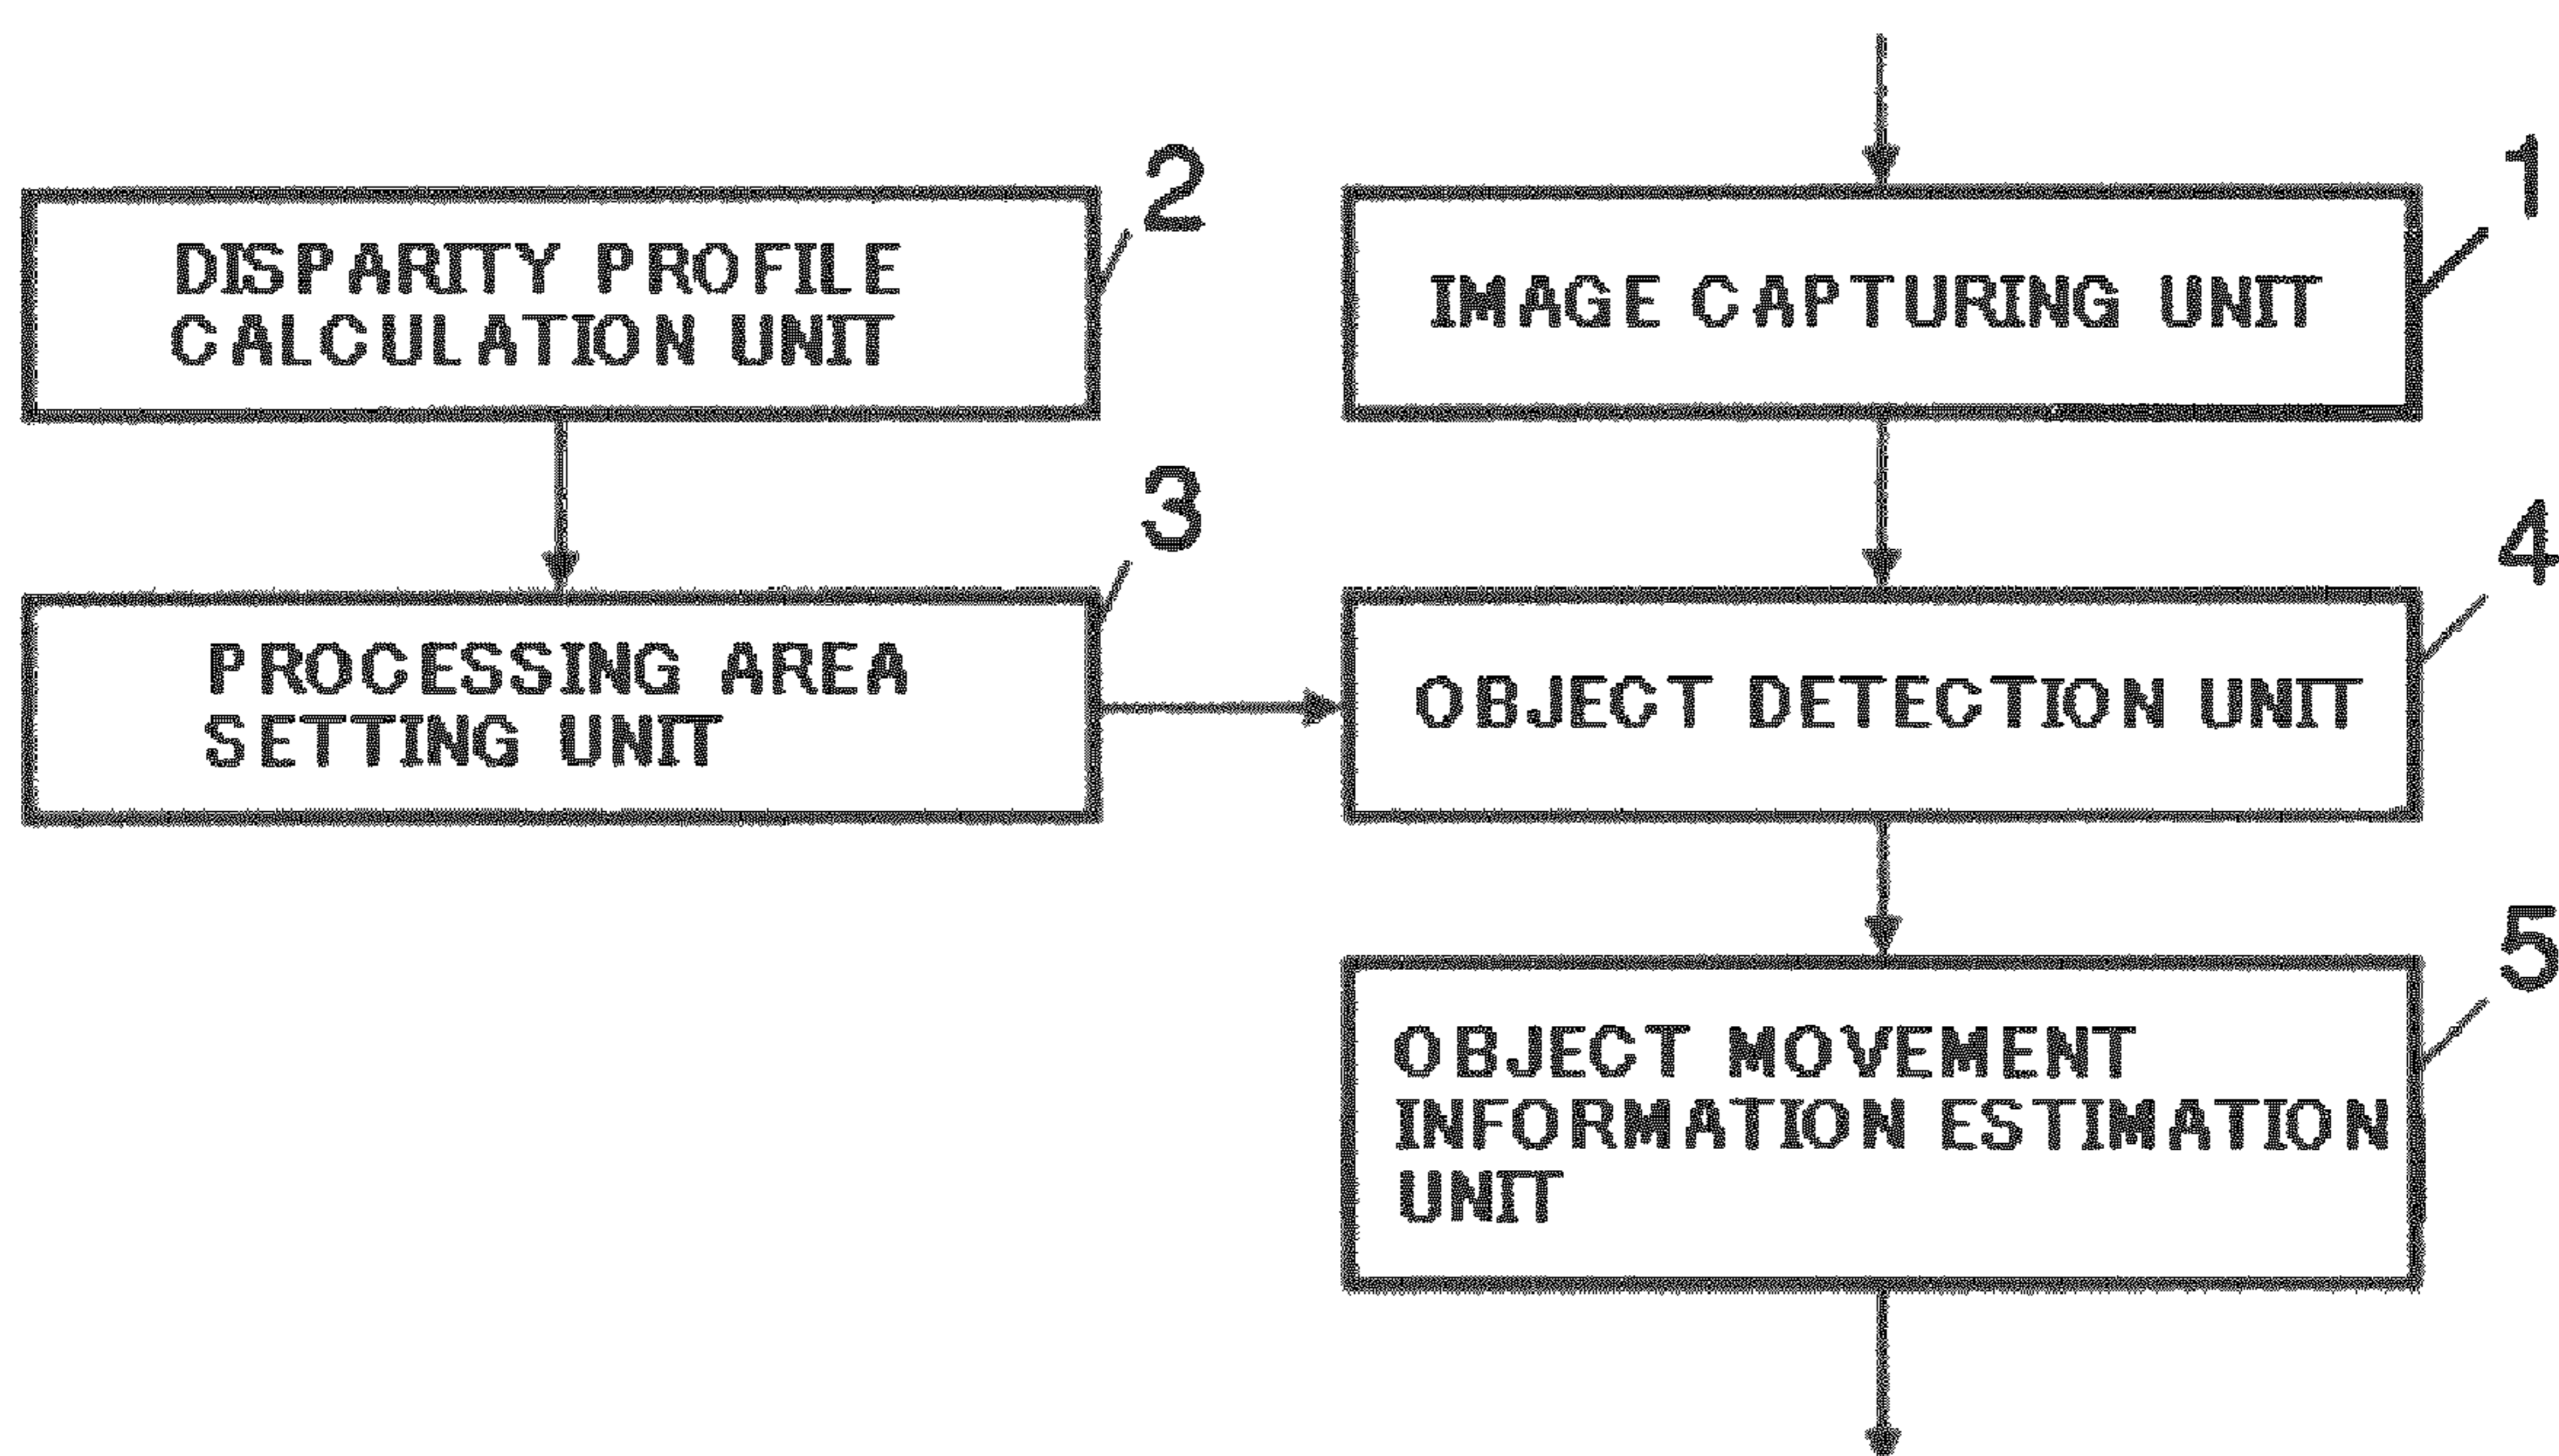 2
DISPARITY PROFILE
CALCULATION UNIT
1
IMAGE CAPTURING UNIT
3
PROCESSING AREA
SETTING UNIT
4
OBJECT DETECTION UNIT
5
OBJECT MOVEMENT
INFORMATION ESTIMATION
UNIT